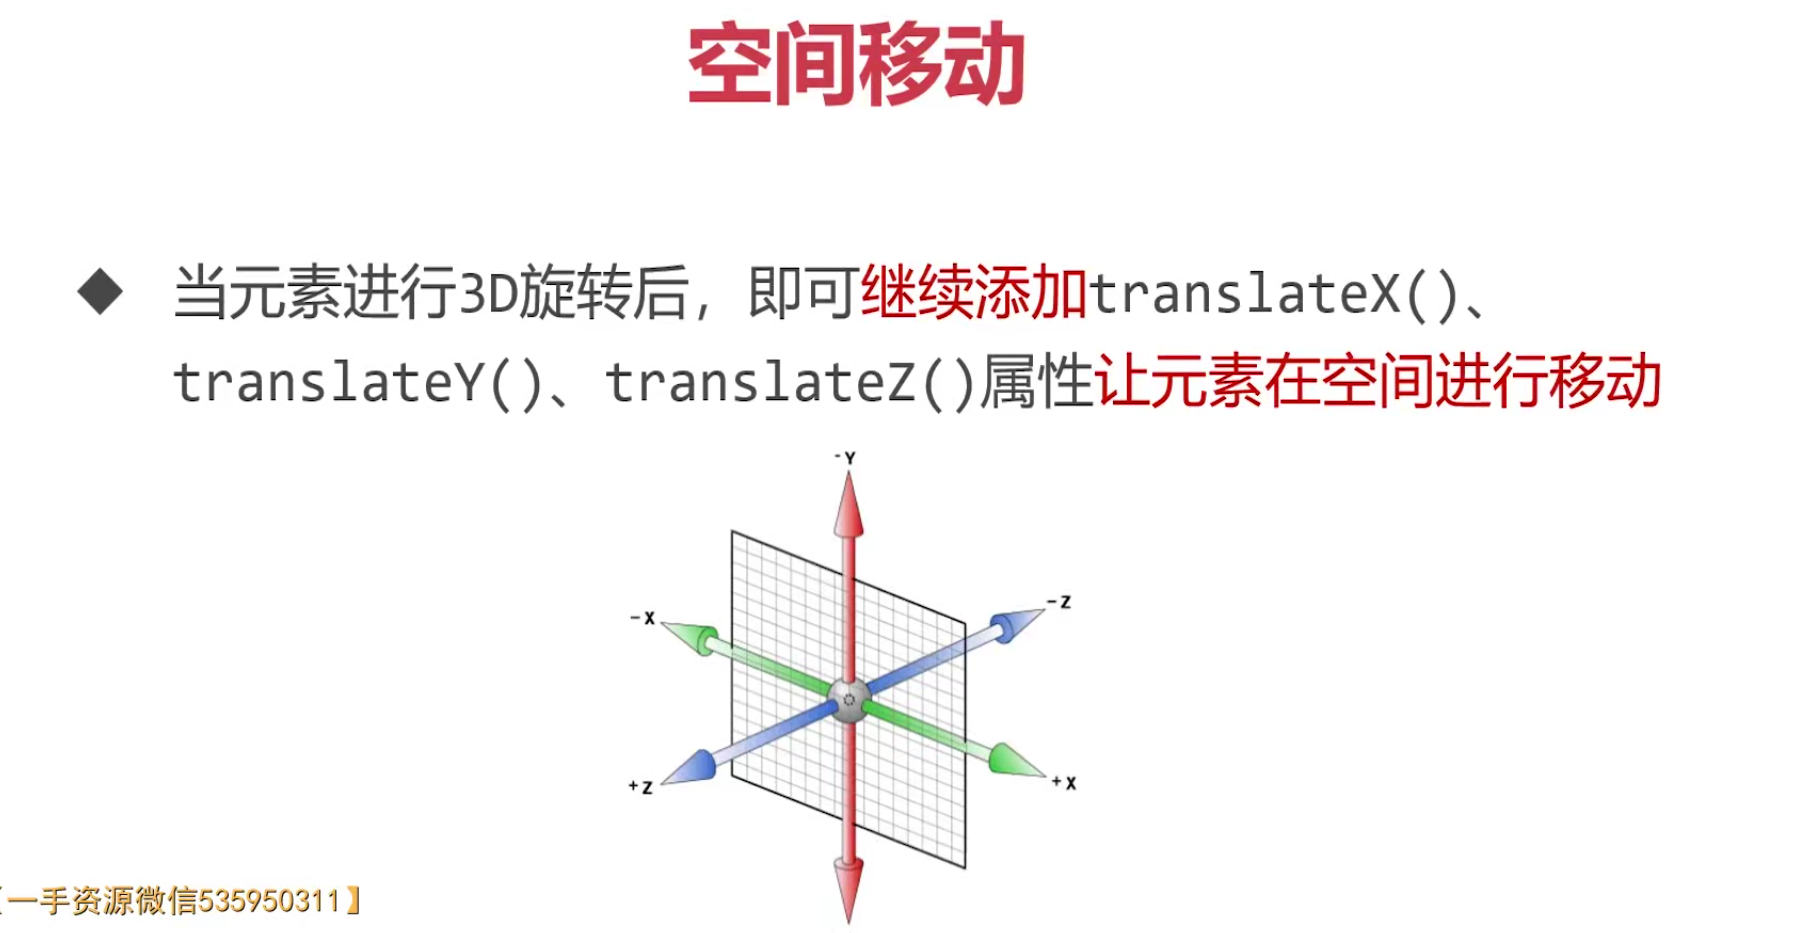 空间移动
◆ 当元素进行3D旋转后，即可继续添加translateX()、
translateY()、translateZ()属性让元素在空间进行移动
-Y
-Z
-X
+Z
+X
【一手资源微信535950311】